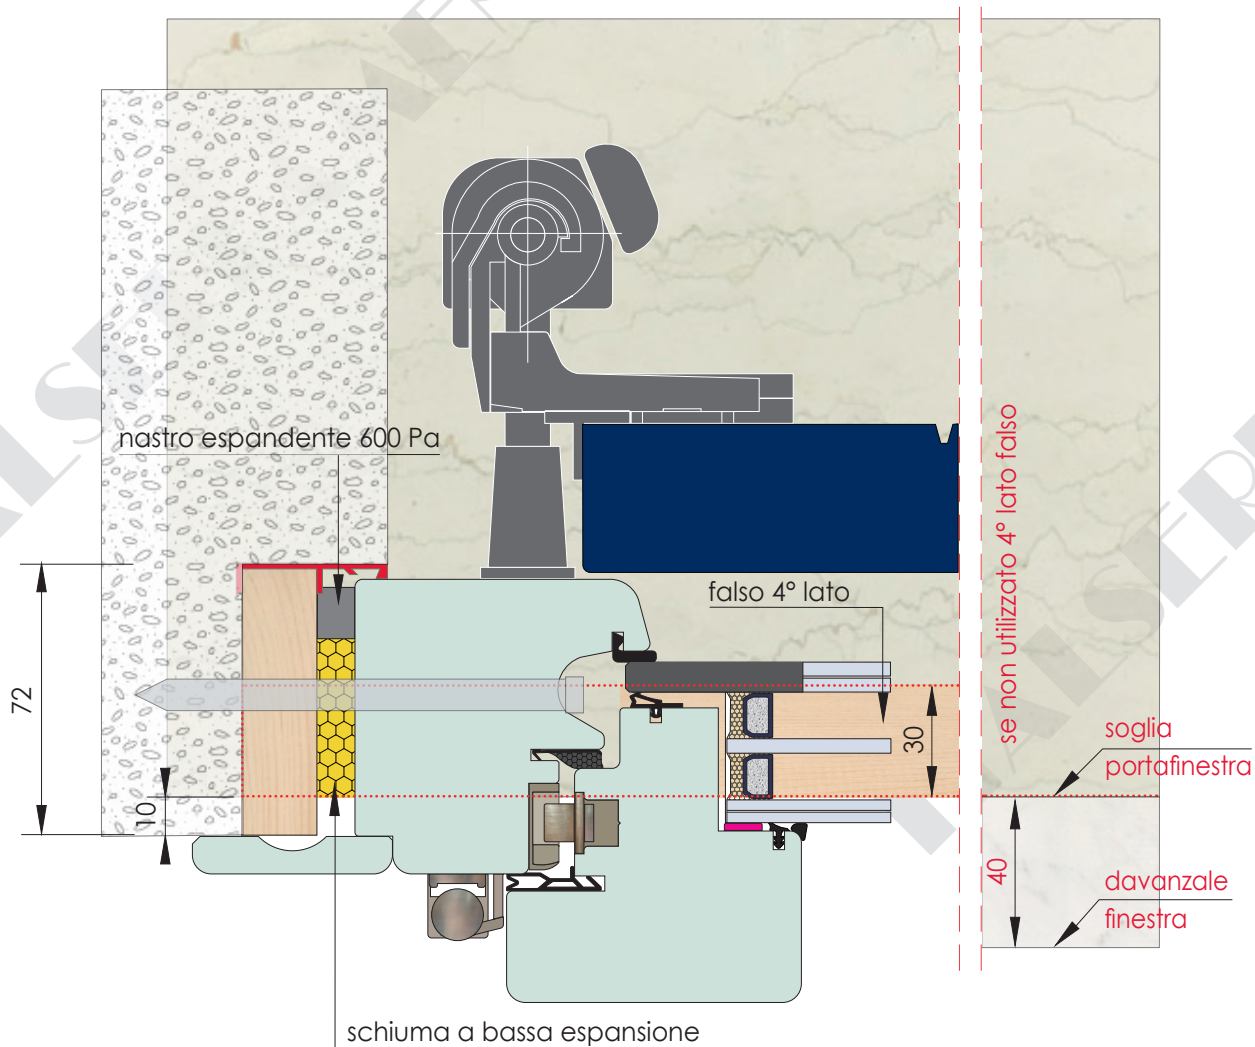 nastro espandente 600 Pa
falso 4° lato
se non utilizzato 4° lato falso
72
30
soglia
portafinestra
10
40
davanzale
finestra
schiuma a bassa espansione